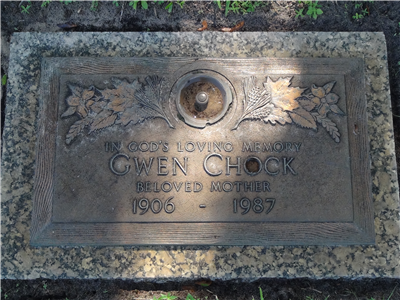 IN GOD'S LOVING MEMORY
GWEN CHOCK
BELOVED MOTHER
1906 - 1987